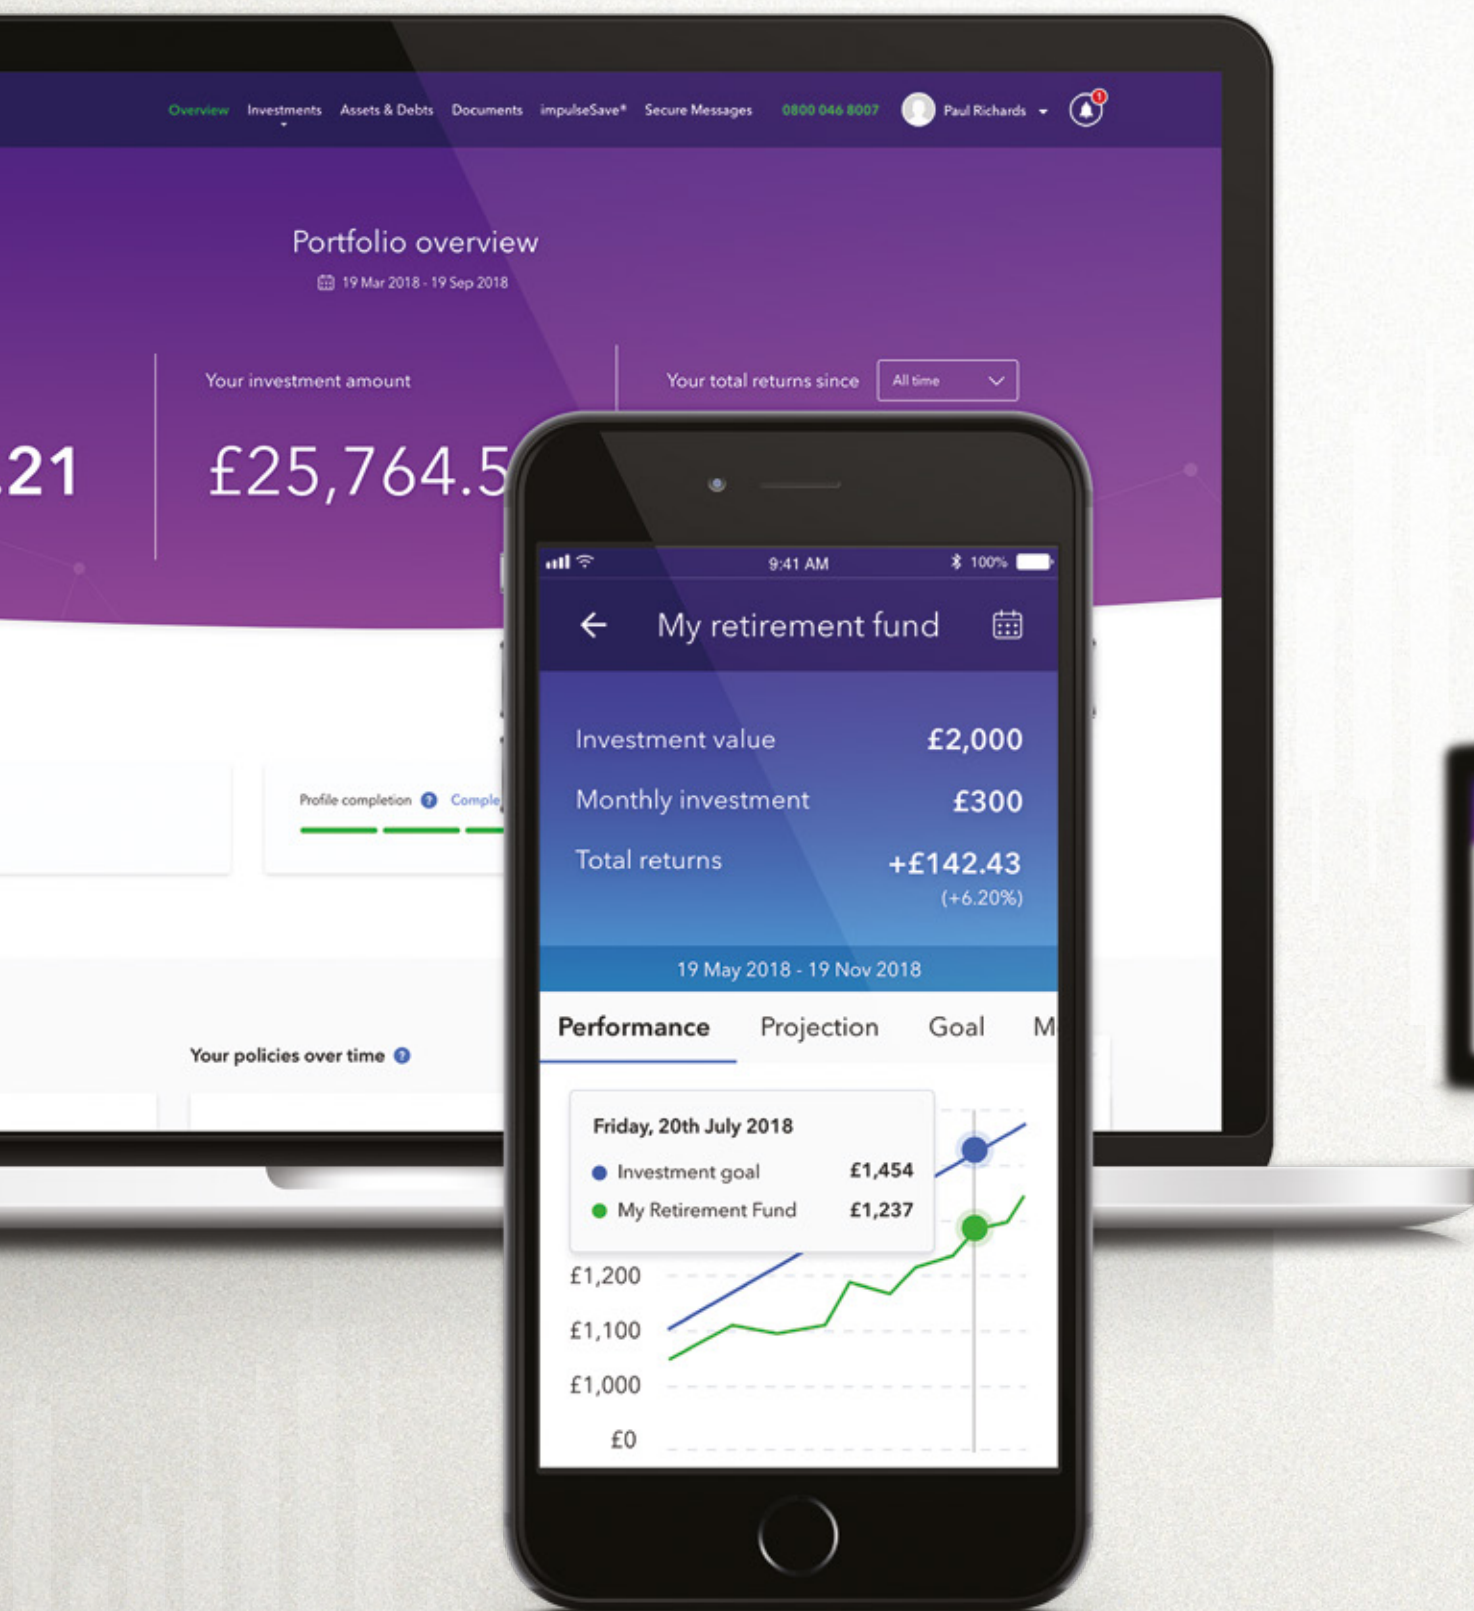 Overview Investments Assets & Debts Documents impulseSave® Secure Messages 0800 046 8007 Paul Richards 1
Portfolio overview
19 Mar 2018 - 19 Sep 2018
Your investment amount
Your total returns since All time
.21 £25,764.5
Profile completion ?
Your policies over time ?
9:41 AM 100%
My retirement fund
Investment value £2,000
Monthly investment £300
Total returns +£142.43
(+6.20%)
19 May 2018 - 19 Nov 2018
Performance Projection Goal
Friday, 20th July 2018
Investment goal £1,454
My Retirement Fund £1,237
£1,200
£1,100
£1,000
£0